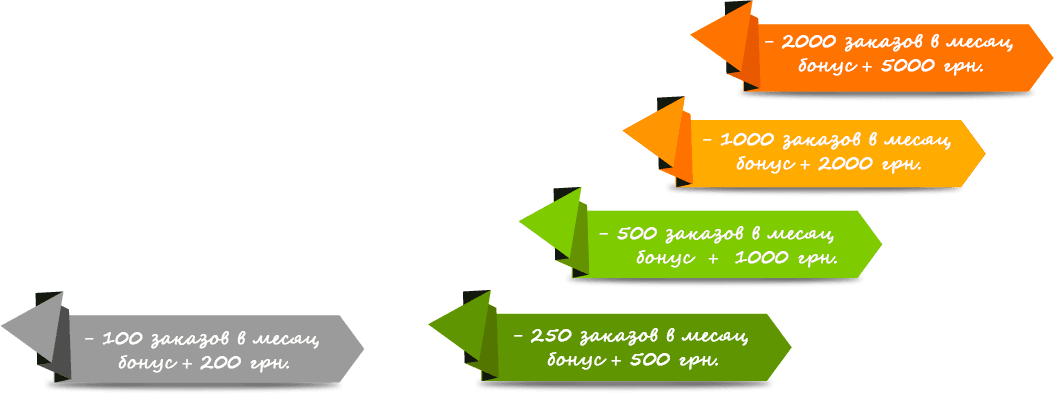 - 2000 заказов в месяц
бонус + 5000 грн.
- 1000 заказов в месяц
бонус + 2000 грн.
- 500 заказов в месяц
бонус + 1000 грн.
- 100 заказов в месяц
бонус + 200 грн.
- 250 заказов в месяц
бонус + 500 грн.